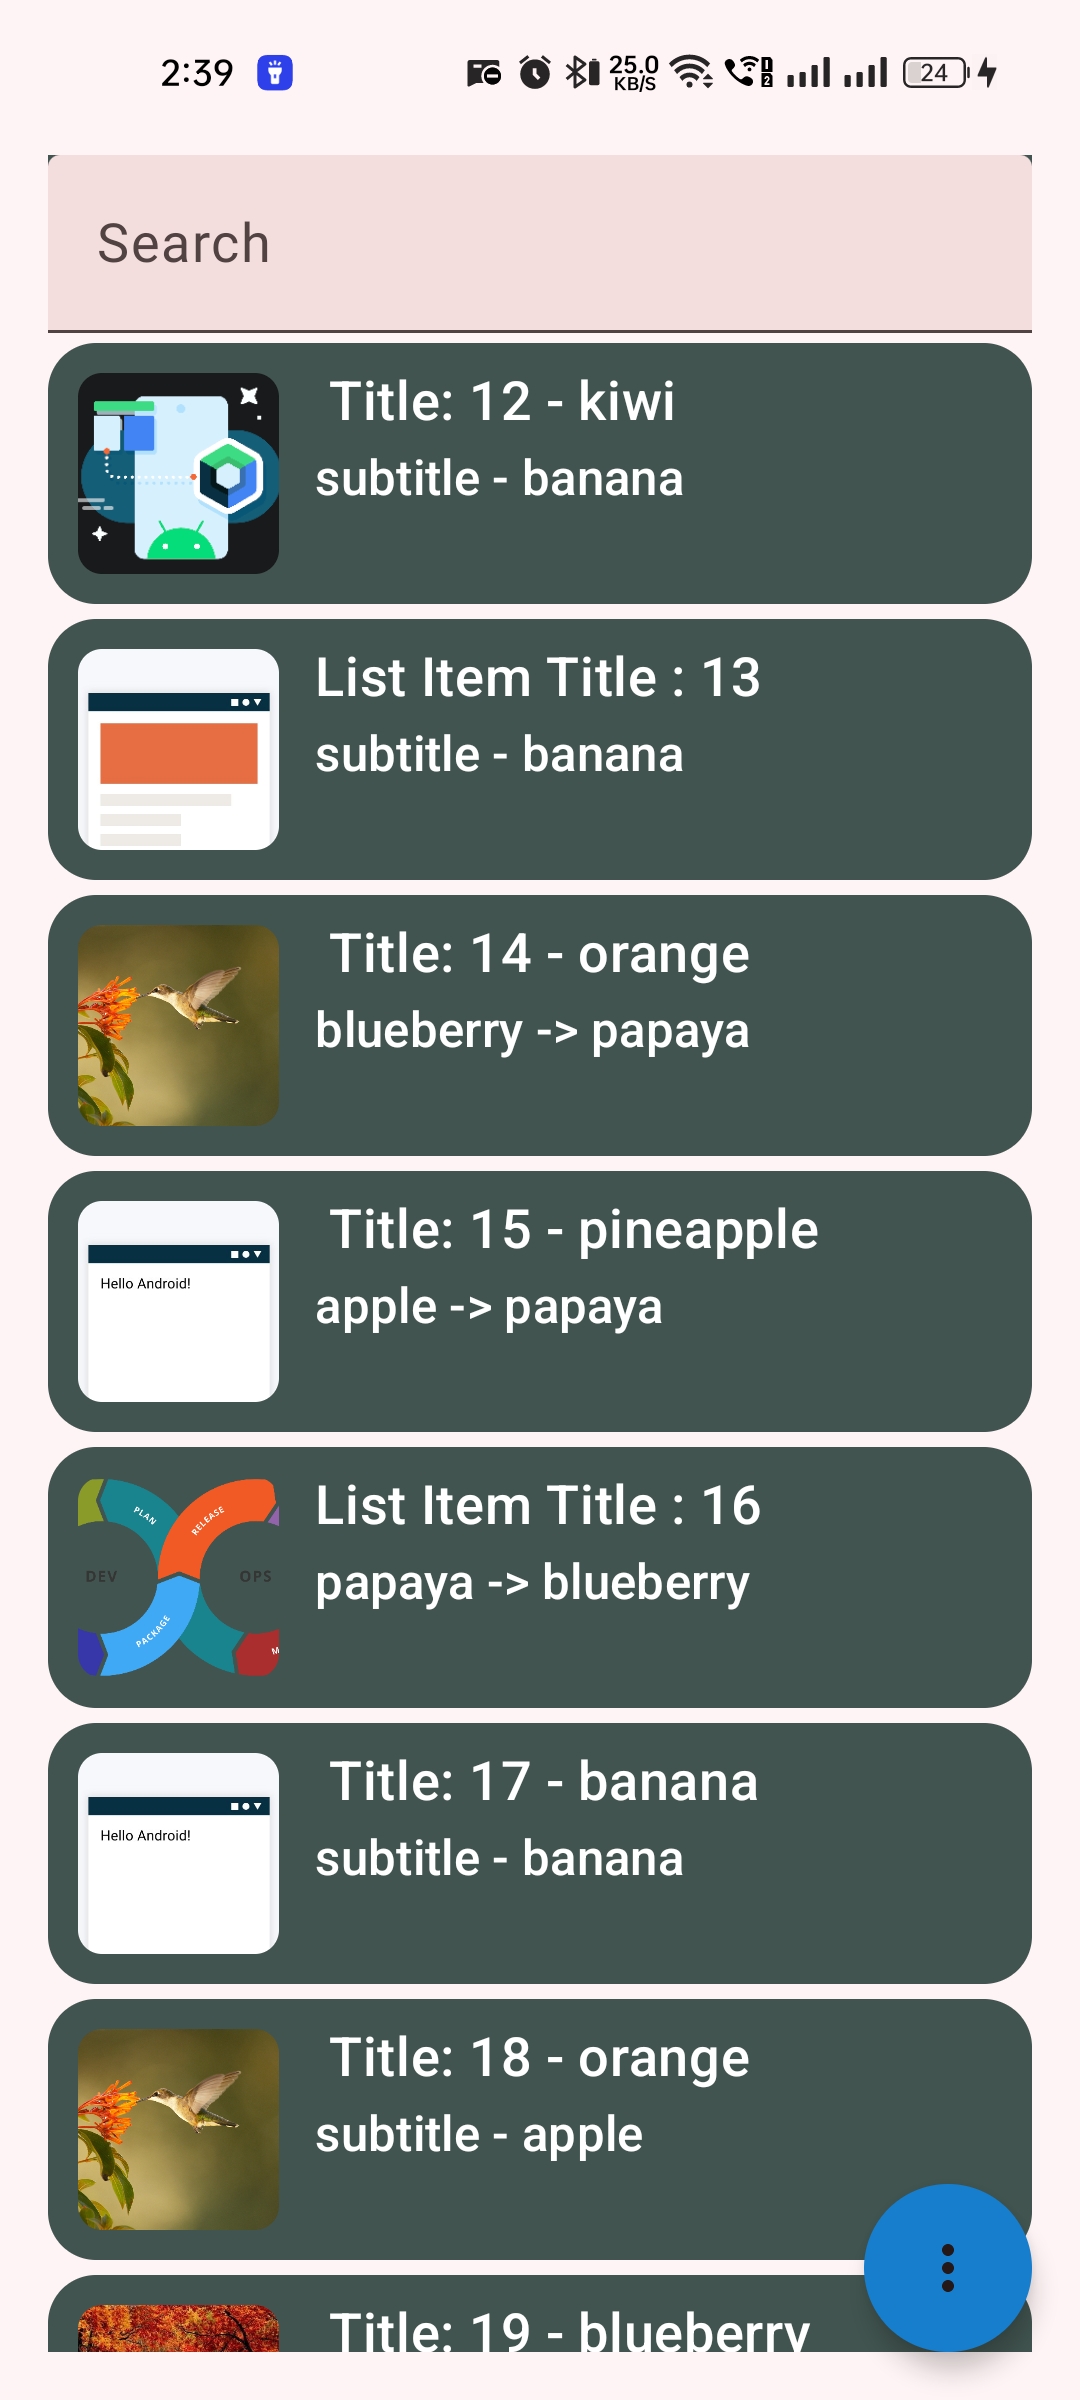 2:39
25.0
KB/S
1
2
24
Search
Title: 12 - kiwi
subtitle - banana
List Item Title : 13
subtitle - banana
Title: 14 - orange
blueberry -> papaya
Hello Android!
Title: 15 - pineapple
apple -> papaya
PLAN
RELEASE
DEV
OPS
PACKAGE
M
List Item Title : 16
papaya -> blueberry
Hello Android!
Title: 17 - banana
subtitle - banana
Title: 18 - orange
subtitle - apple
Title: 19 - blueberry